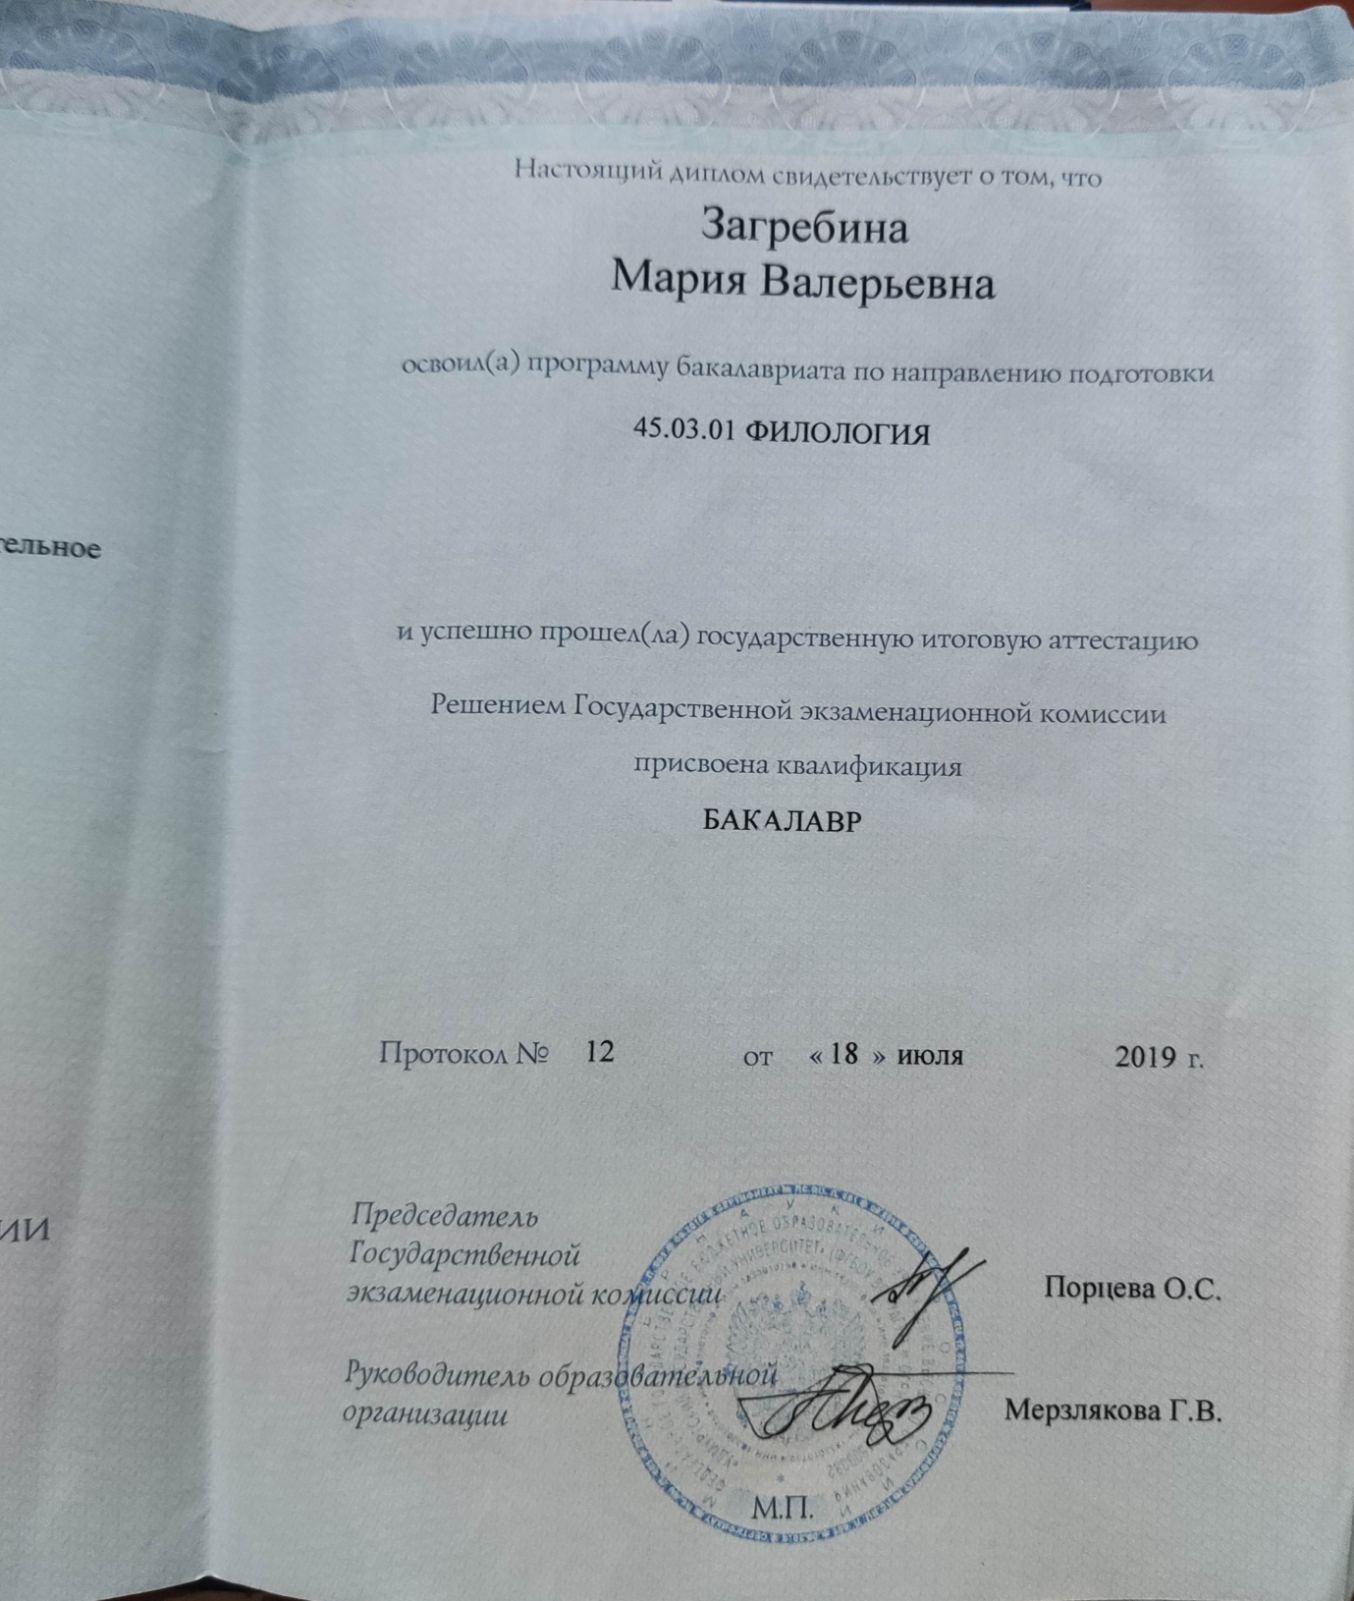 тельное
ИИ
Настоящий диплом свидетельствует о том, что
Загребина
Мария Валерьевна
освоил(а) программу бакалавриата по направлению подготовки
45.03.01 ФИЛОЛОГИЯ
и успешно прошел(ла) государственную итоговую аттестацию
Решением Государственной экзаменационной комиссии
присвоена квалификация
БАКАЛАВР
Протокол № 12 от « 18 » июля 2019 г.
Председатель
Государственной
экзаменационной комиссии
Порцева О.С.
Руководитель образовательной
организации
Мерзлякова Г.В.
М.П.